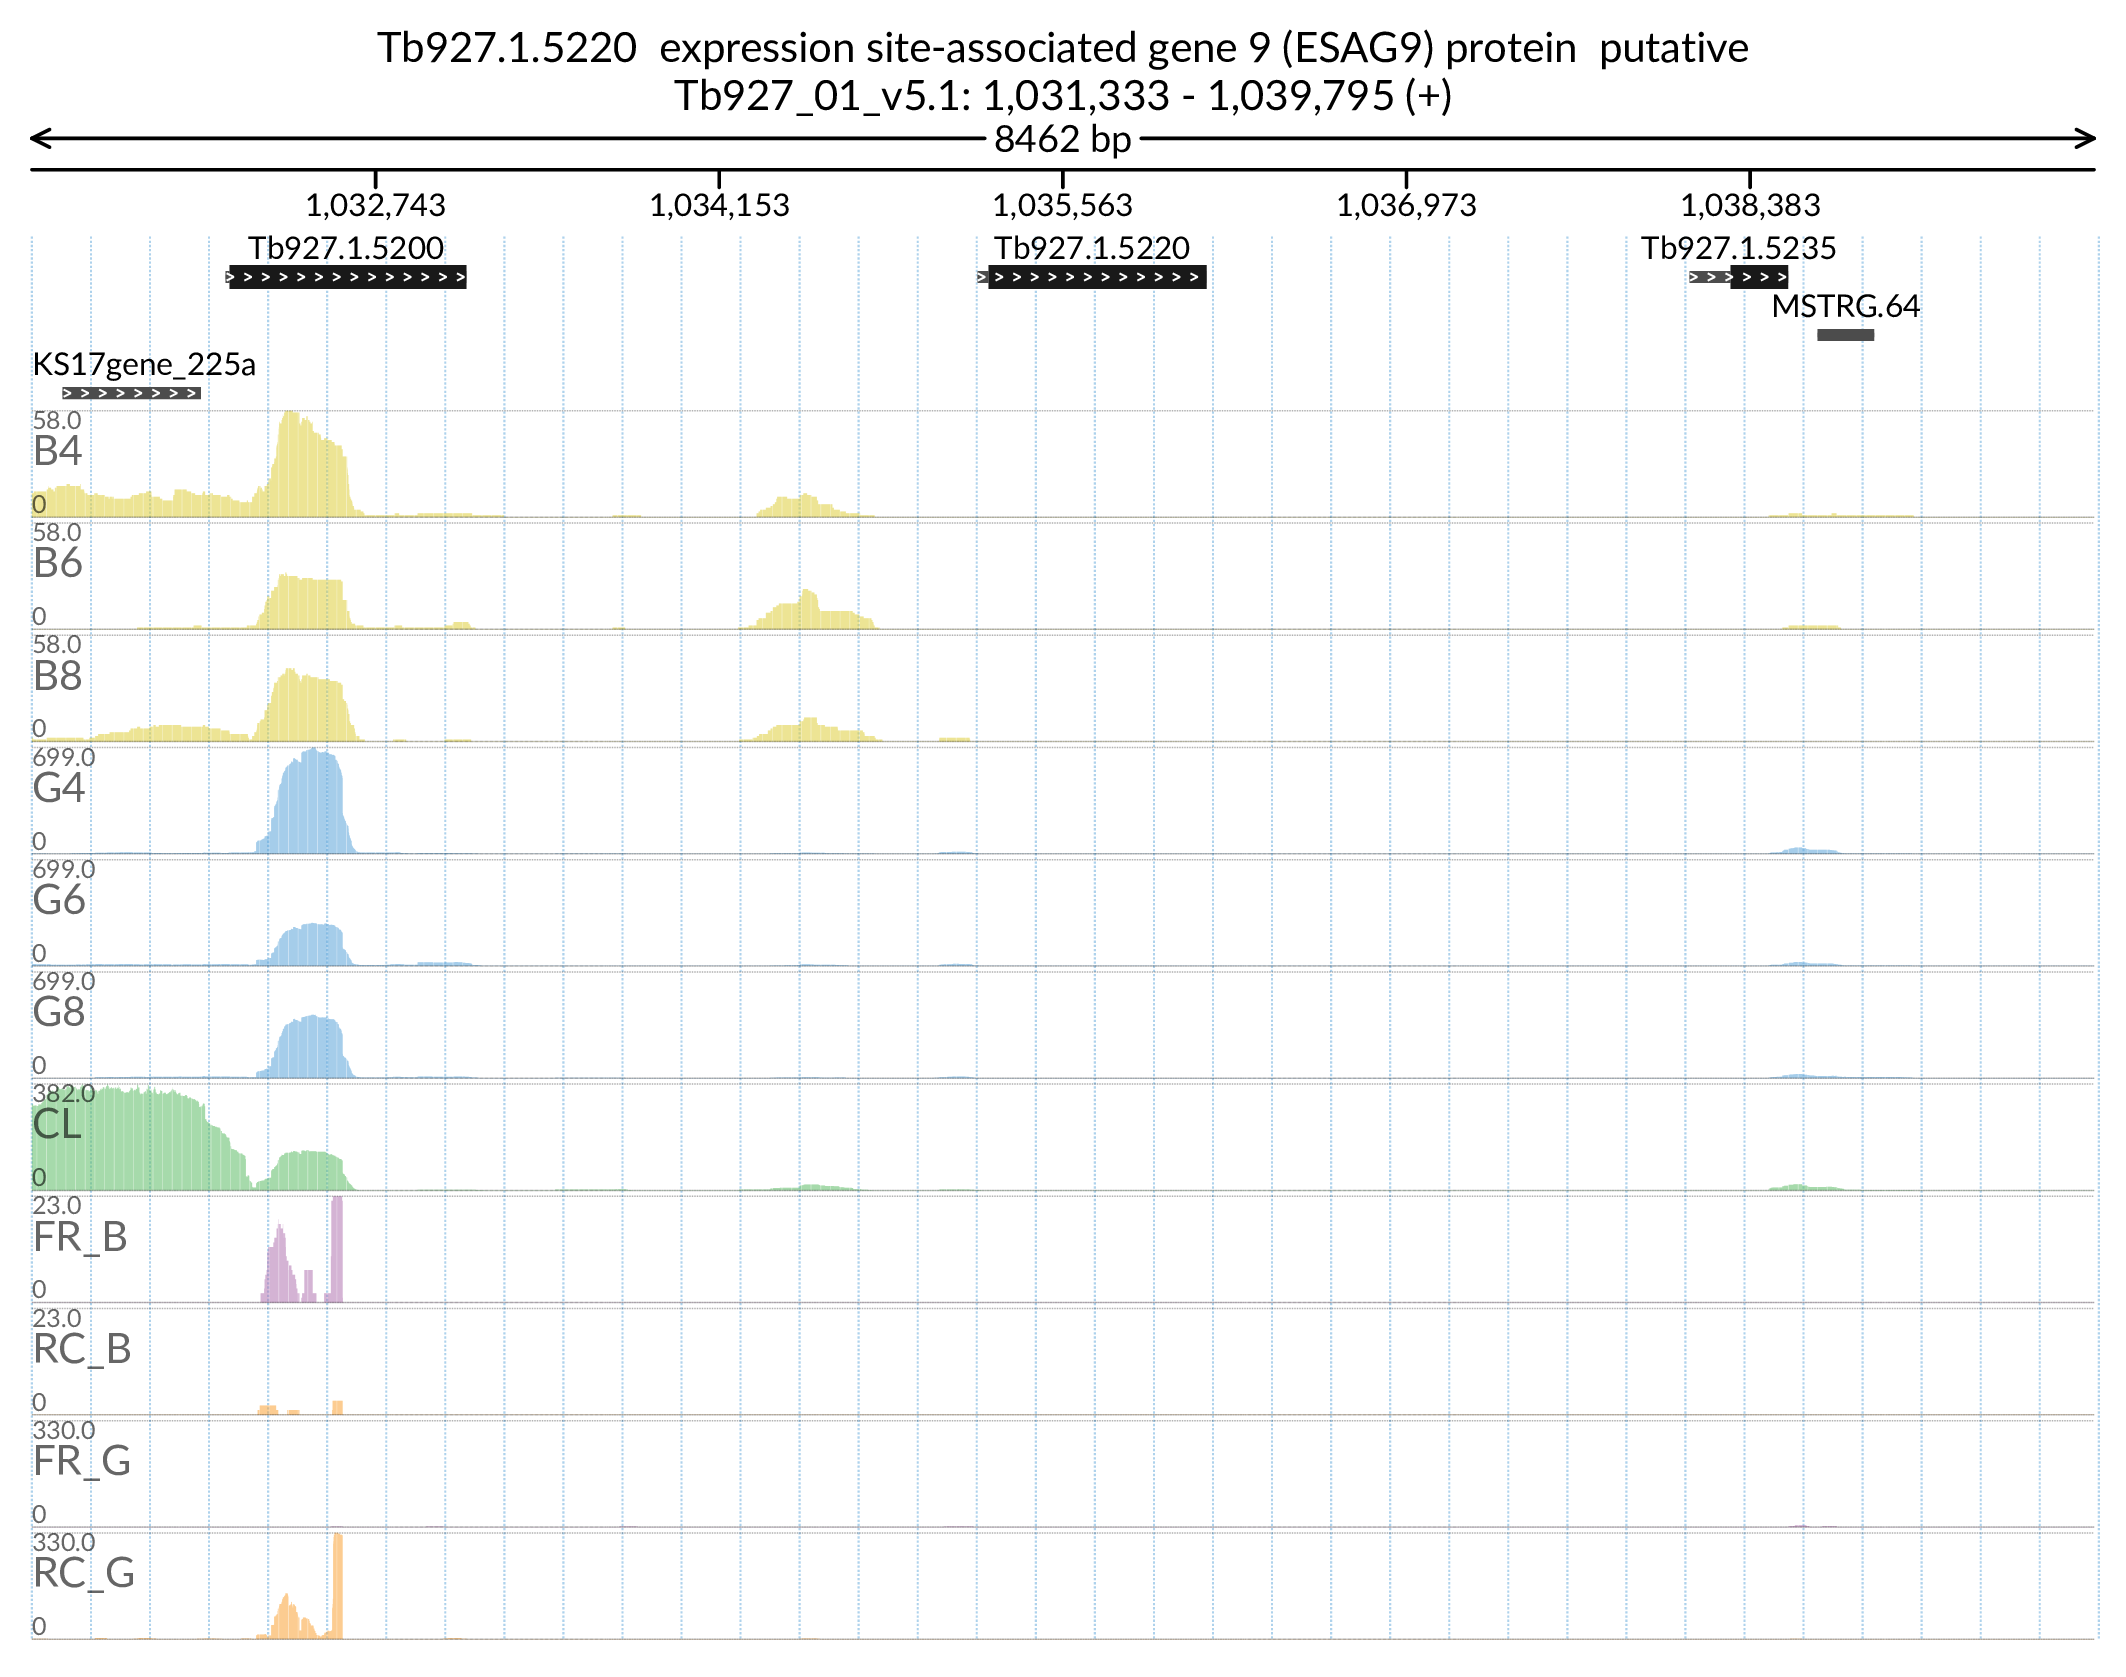 Tb927.1.5220  expression site-associated gene 9 (ESAG9) protein  putative
Tb927_01_v5.1: 1,031,333 - 1,039,795 (+)
8462 bp
1,032,743 1,034,153 1,035,563 1,036,973 1,038,383
Tb927.1.5200 Tb927.1.5220 Tb927.1.5235
MSTRG.64
KS17gene_225a
58.0
B4
0
58.0
B6
0
58.0
B8
0
699.0
G4
0
699.0
G6
0
699.0
G8
0
382.0
CL
0
23.0
FR_B
0
23.0
RC_B
0
330.0
FR_G
0
330.0
RC_G
0